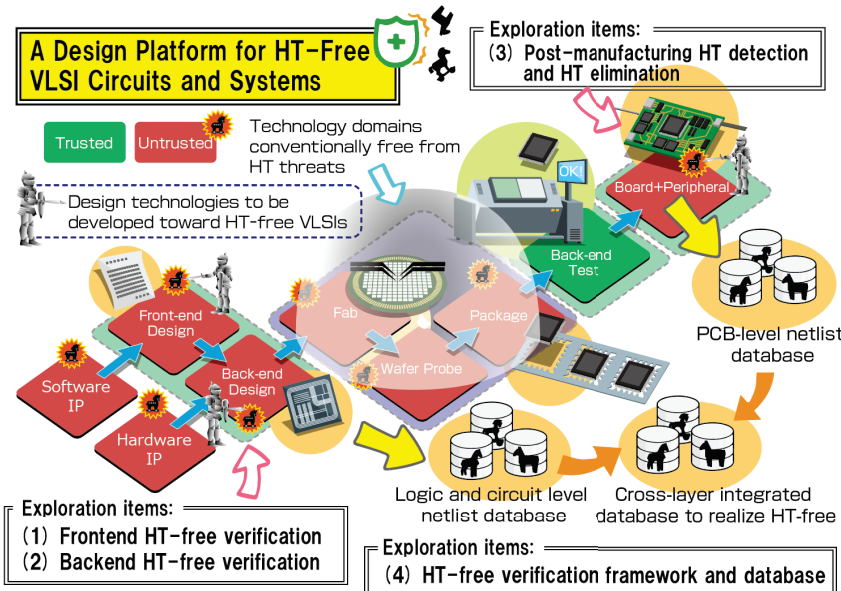 A Design Platform for HT-Free
VLSI Circuits and Systems
Exploration items:
(3) Post-manufacturing HT detection
and HT elimination
Trusted
Untrusted
Technology domains
conventionally free from
HT threats
Design technologies to be
developed toward HT-free VLSIs
OK!
Board+Peripheral
Back-end
Test
Front-end
Design
Fab
Package
PCB-level netlist
database
Back-end
Design
Wafer Probe
Software
IP
Hardware
IP
Logic and circuit level
netlist database
Cross-layer integrated
database to realize HT-free
Exploration items:
(1) Frontend HT-free verification
(2) Backend HT-free verification
Exploration items:
(4) HT-free verification framework and database